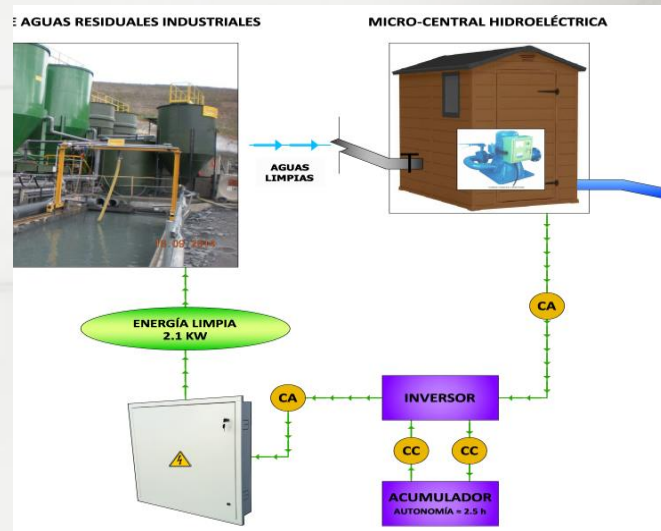 E AGUAS RESIDUALES INDUSTRIALES
MICRO-CENTRAL HIDROELÉCTRICA
AGUAS
LIMPIAS
CA
ENERGÍA LIMPIA
2.1 KW
CA
INVERSOR
CC
CC
ACUMULADOR
AUTONOMÍA = 2.5 h